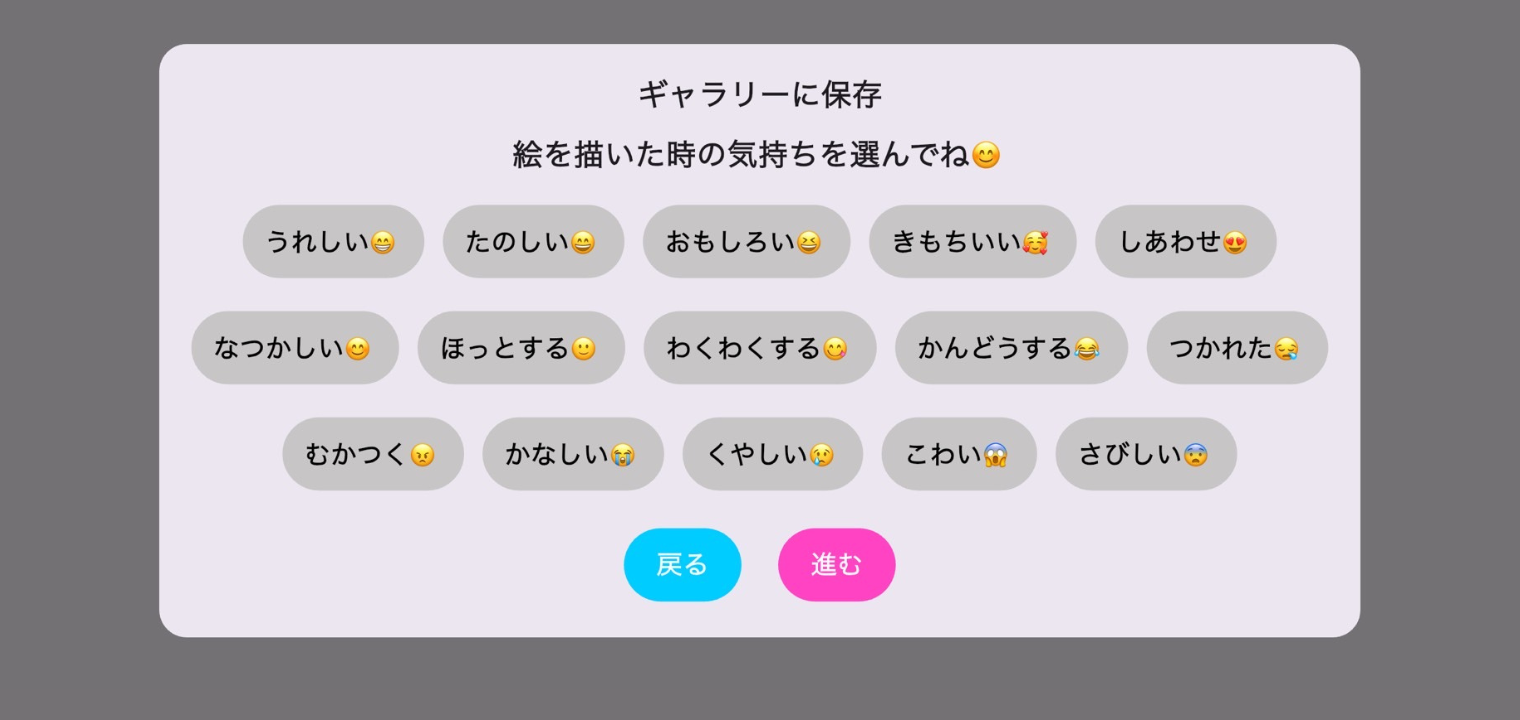 ギャラリーに保存
絵を描いた時の気持ちを選んでね😊
うれしい😁 たのしい😄 おもしろい😆 きもちいい🥰 しあわせ😍
なつかしい😊 ほっとする🙂 わくわくする😋 かんどうする😂 つかれた😪
むかつく😠 かなしい😭 くやしい😢 こわい😱 さびしい😨
戻る 進む